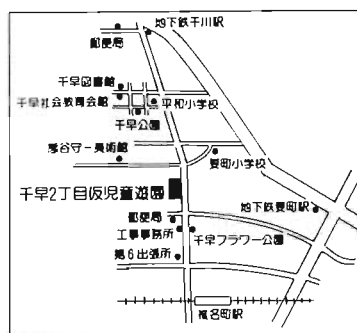 地下鉄千川駅
郵便局
千早図書館
千早社会教育会館
平和小学校
千早公園
熊谷守一美術館
要町小学校
千早2丁目仮児童遊園
地下鉄要町駅
郵便局
工事事務所
千早フラワー公園
第6出張所
椎名町駅